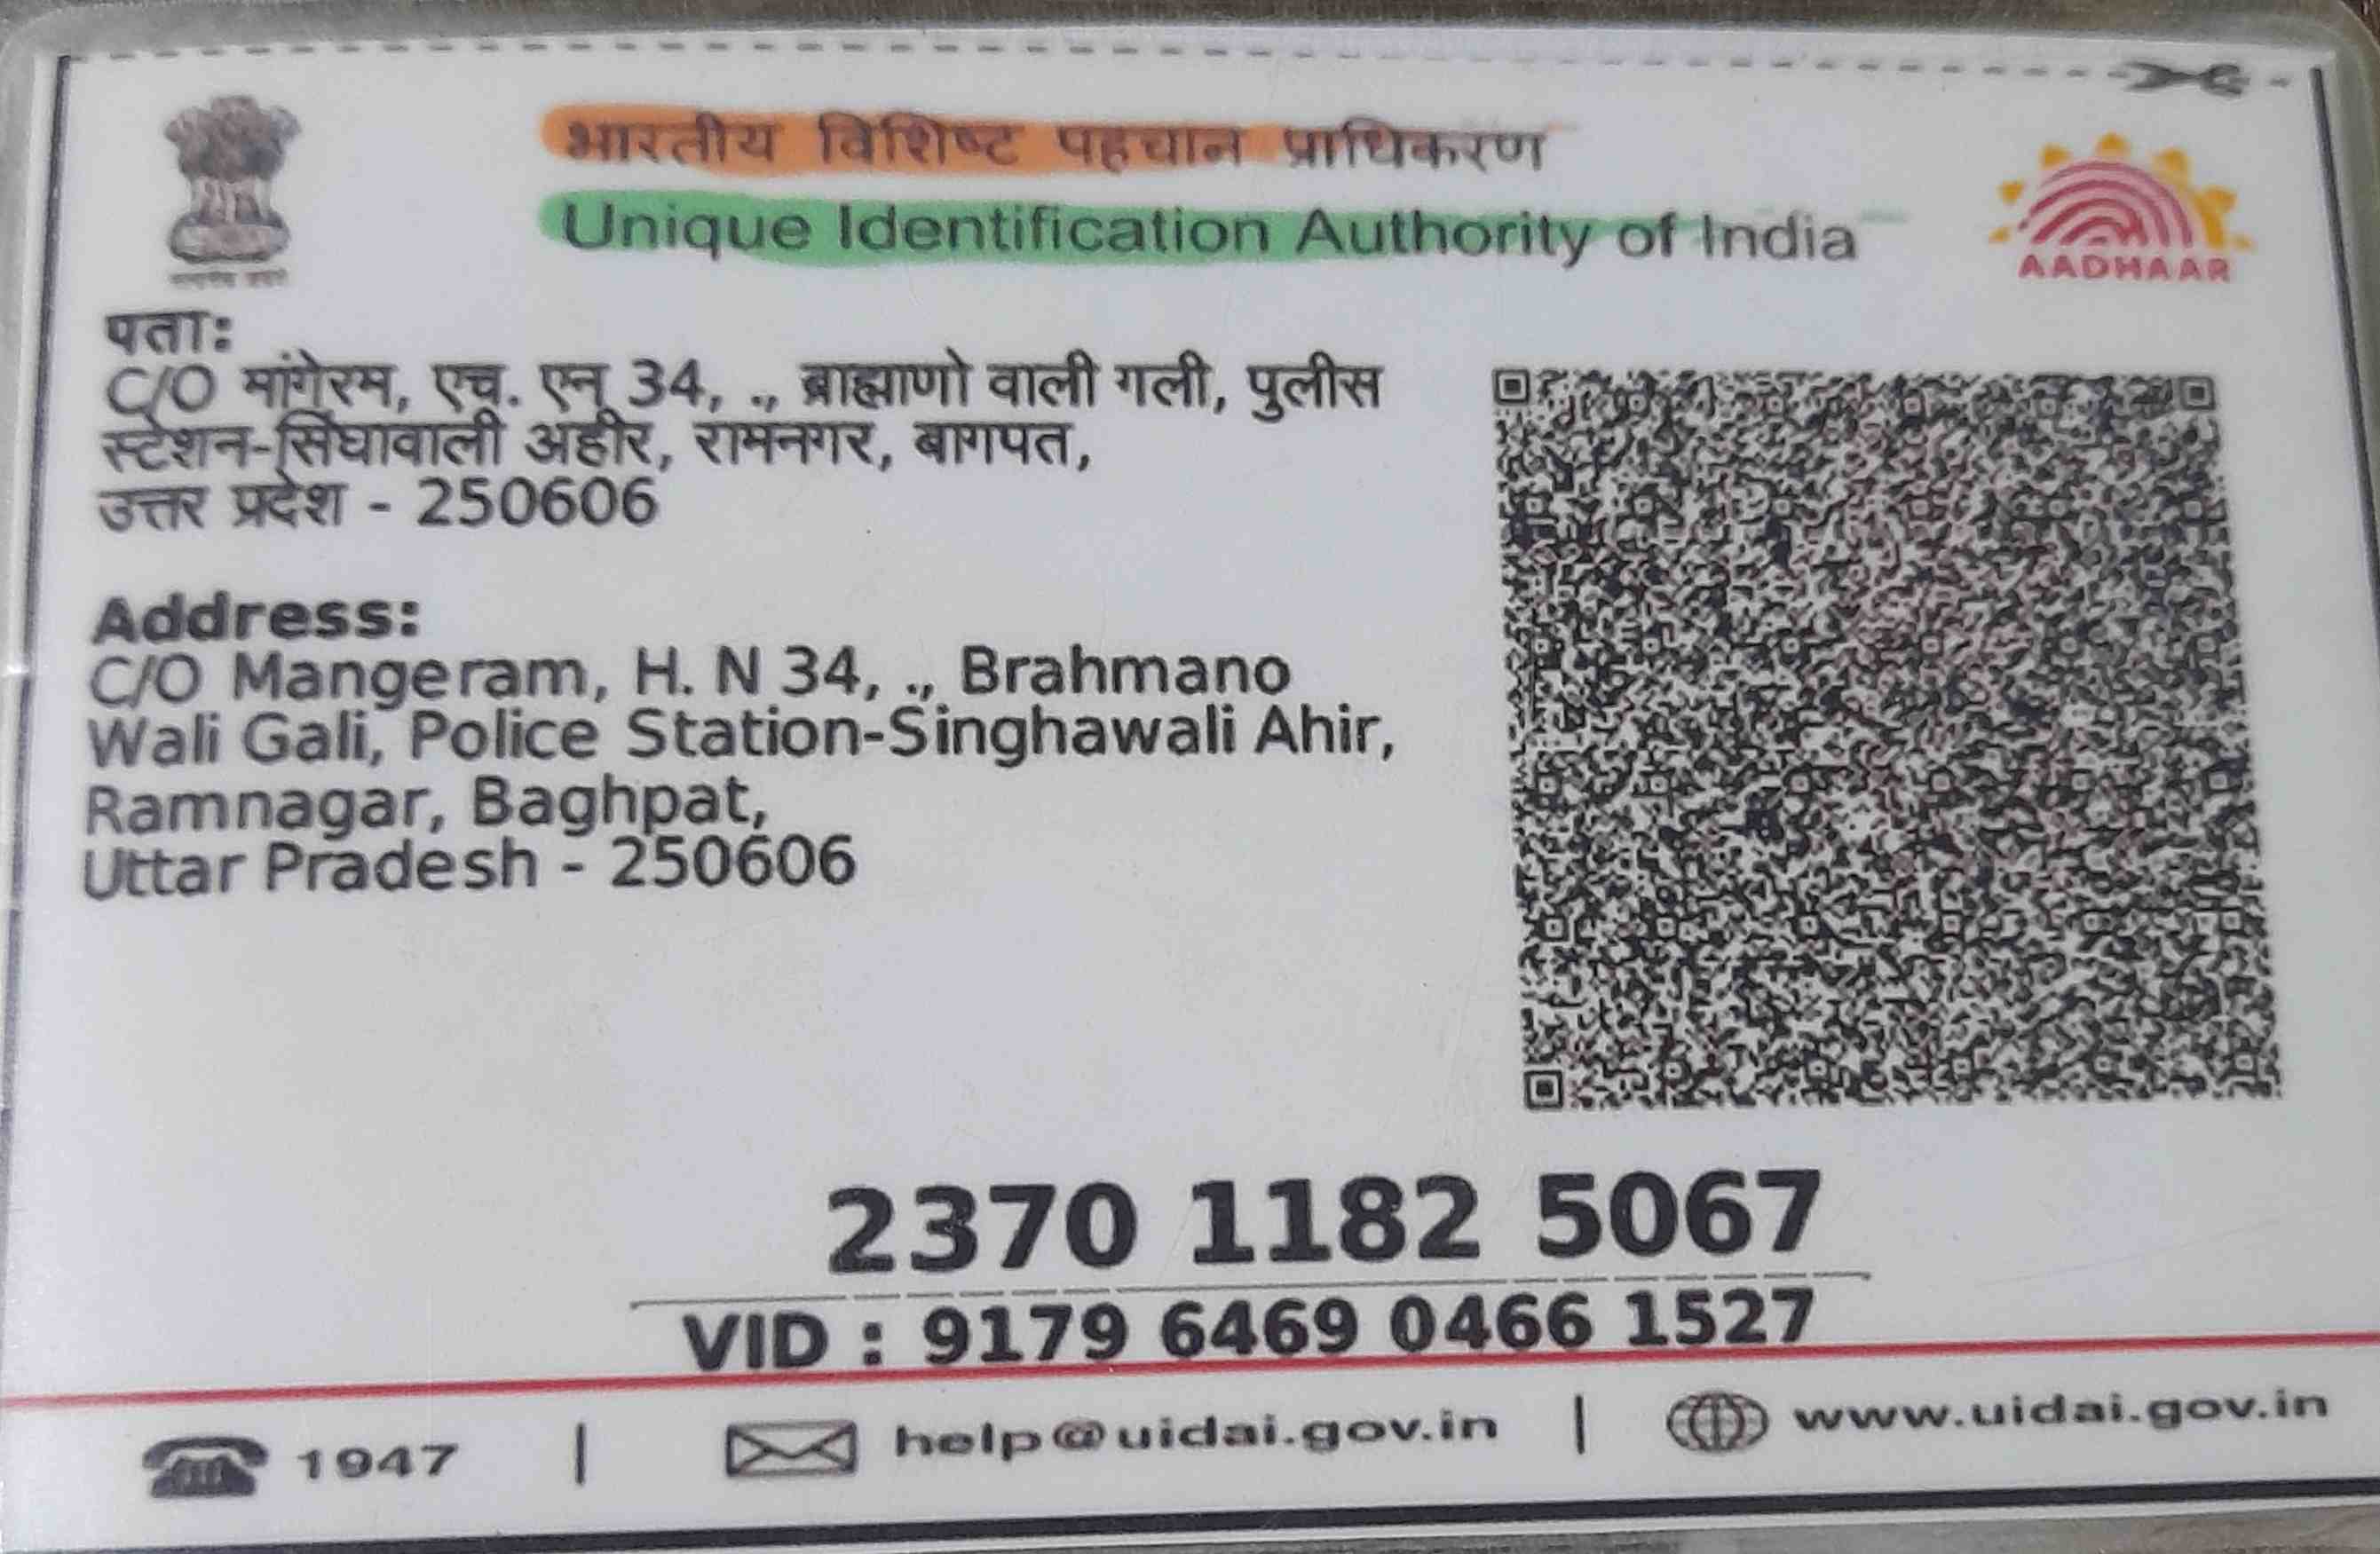 भारतीय विशिष्ट पहचान प्राधिकरण
Unique Identification Authority of India
AADHAAR
पता:
C/O मांगेरम, एच. एन 34, ., ब्राह्माणो वाली गली, पुलीस
स्टेशन-सिंघावाली अहीर, रामनगर, बागपत,
उत्तर प्रदेश - 250606
Address:
C/O Mangeram, H. N 34, ., Brahmano
Wali Gali, Police Station-Singhawali Ahir,
Ramnagar, Baghpat,
Uttar Pradesh - 250606
2370 1182 5067
VID : 9179 6469 0466 1527
1947 | help@uidai.gov.in | www.uidai.gov.in